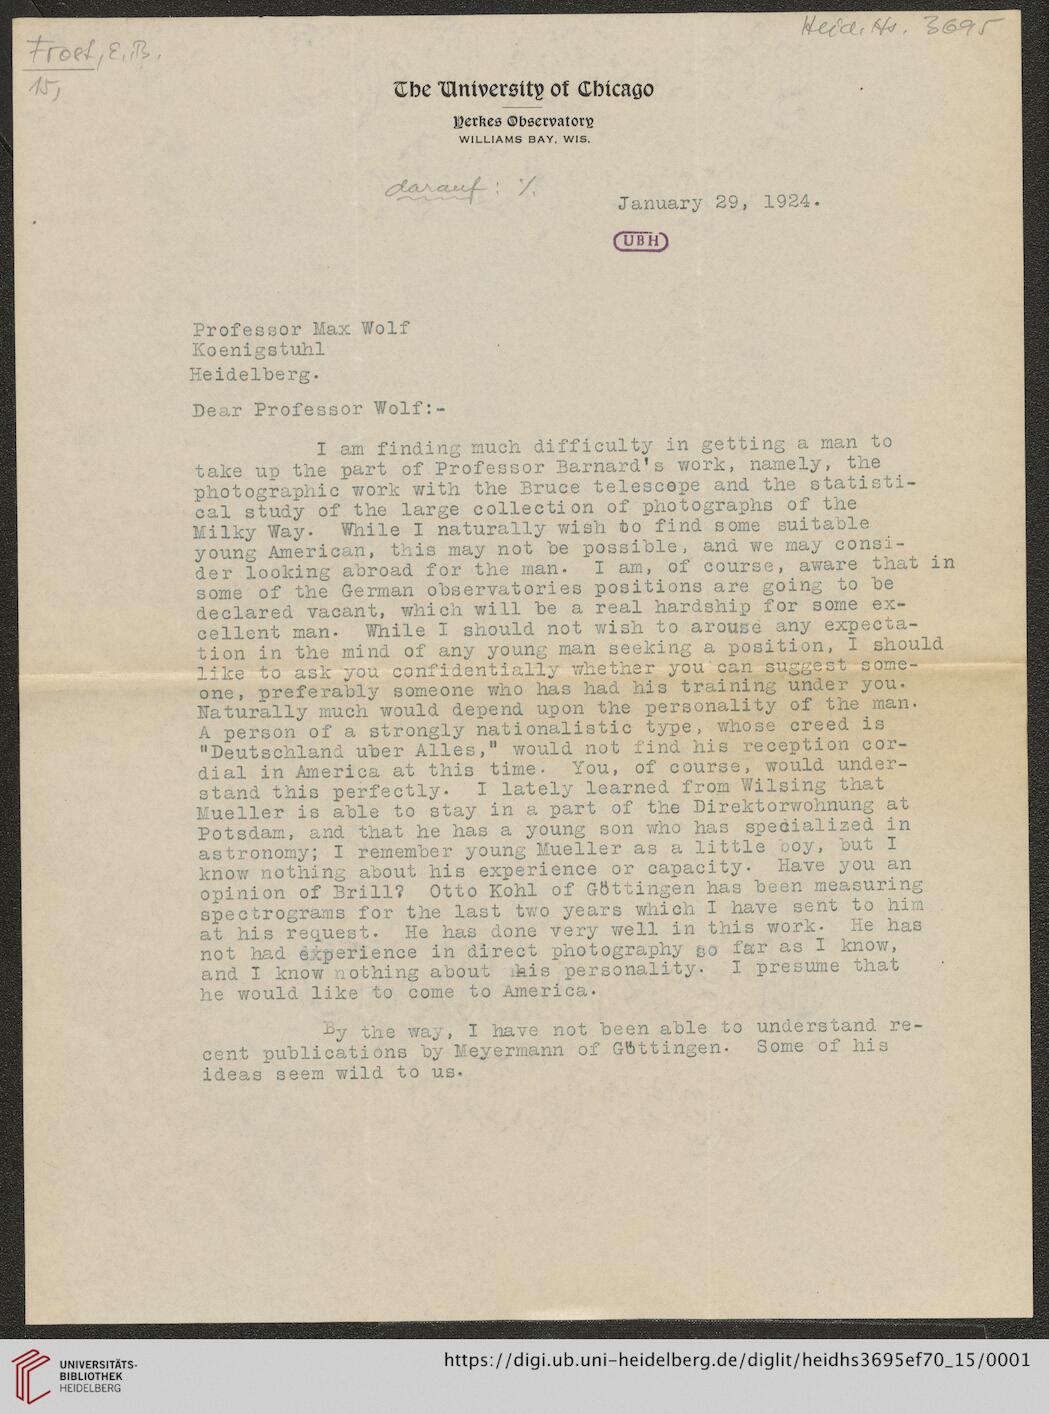 Heid. Hs. 3695
Frost, E. B.
15,
The University of Chicago
Yerkes Observatory
WILLIAMS BAY, WIS.
darauf: %.
January 29, 1924.
UBH
Professor Max Wolf
Koenigstuhl
Heidelberg.
Dear Professor Wolf:-
I am finding much difficulty in getting a man to
take up the part of Professor Barnard's work, namely, the
photographic work with the Bruce telescope and the statisti-
cal study of the large collection of photographs of the
Milky Way. While I naturally wish to find some suitable
young American, this may not be possible, and we may consi-
der looking abroad for the man. I am, of course, aware that in
some of the German observatories positions are going to be
declared vacant, which will be a real hardship for some ex-
cellent man. While I should not wish to arouse any expecta-
tion in the mind of any young man seeking a position, I should
like to ask you confidentially whether you can suggest some-
one, preferably someone who has had his training under you.
Naturally much would depend upon the personality of the man.
A person of a strongly nationalistic type, whose creed is
"Deutschland uber Alles," would not find his reception cor-
dial in America at this time. You, of course, would under-
stand this perfectly. I lately learned from Wilsing that
Mueller is able to stay in a part of the Direktorwohnung at
Potsdam, and that he has a young son who has specialized in
astronomy; I remember young Mueller as a little boy, but I
know nothing about his experience or capacity. Have you an
opinion of Brill? Otto Kohl of Göttingen has been measuring
spectrograms for the last two years which I have sent to him
at his request. He has done very well in this work. He has
not had experience in direct photography so far as I know,
and I know nothing about his personality. I presume that
he would like to come to America.
By the way, I have not been able to understand re-
cent publications by Meyermann of Göttingen. Some of his
ideas seem wild to us.
UNIVERSITÄTS-
BIBLIOTHEK
HEIDELBERG
https://digi.ub.uni-heidelberg.de/diglit/heidhs3695ef70_15/0001